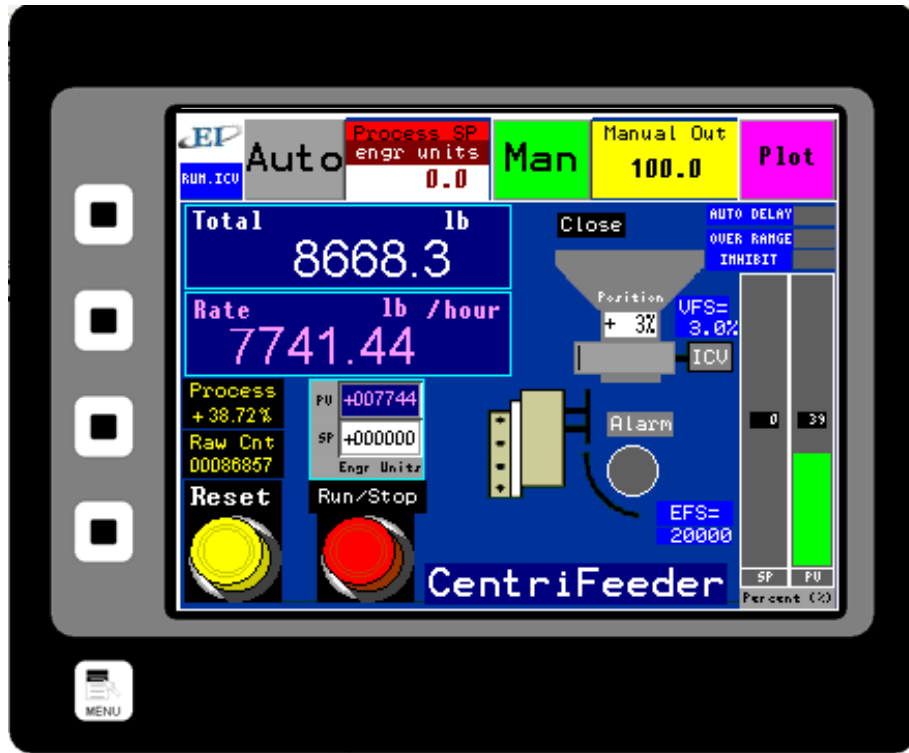 EIP
RUN.ICV
Auto
Process SP
engr units
0.0
Man
Manual Out
100.0
Plot
Total lb
8668.3
Rate lb /hour
7741.44
Close
AUTO DELAY
OVER RANGE
INHIBIT
Position
+ 3%
VFS=
3.0%
ICV
Process
+38.72%
Raw Cnt
00086857
PV +007744
SP +000000
Engr Units
Alarm
0 39
Reset
Run/Stop
EFS=
20000
CentriFeeder
SP PV
Percent (%)
MENU